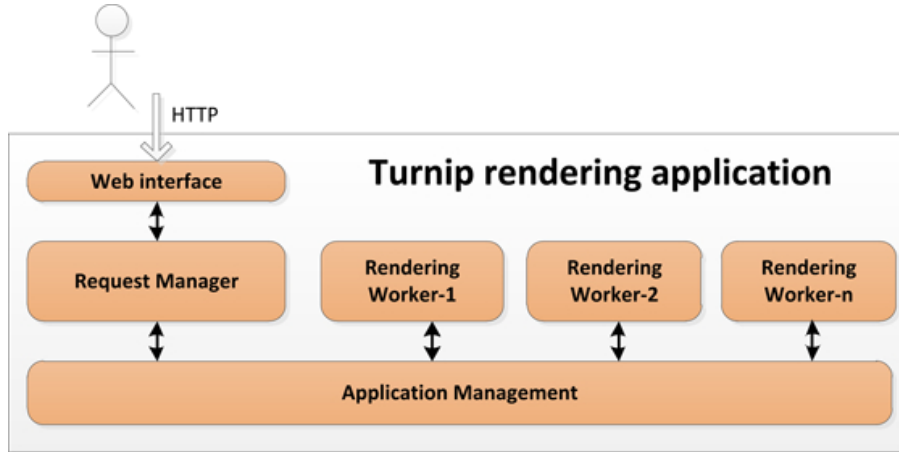 HTTP
Turnip rendering application
Web interface
Request Manager
Rendering
Worker-1
Rendering
Worker-2
Rendering
Worker-n
Application Management